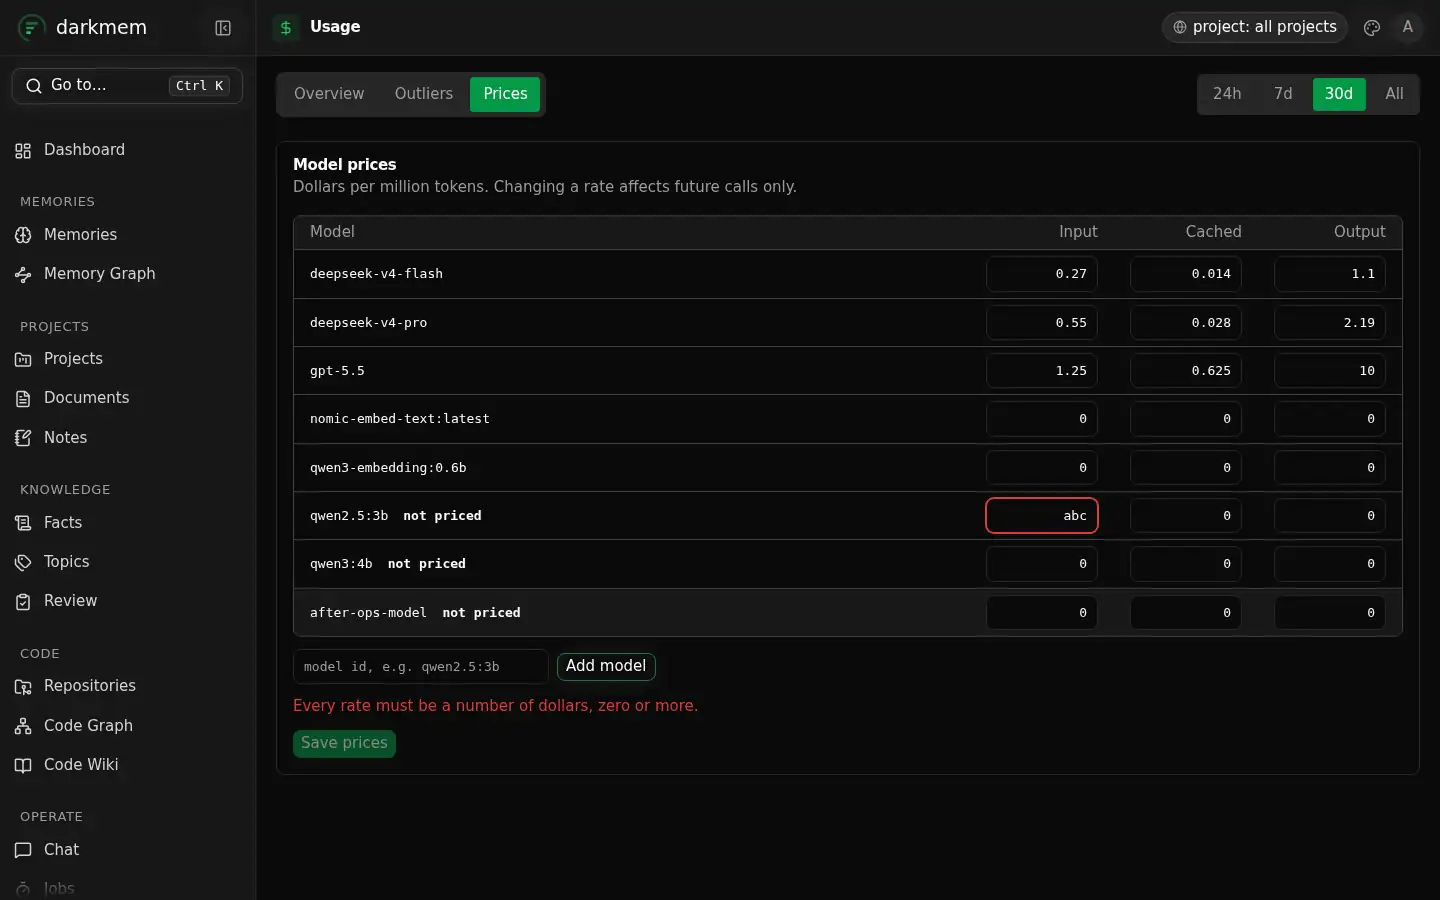 darkmem
Usage
project: all projects
A
Go to...
Ctrl K
Overview
Outliers
Prices
24h
7d
30d
All
Dashboard
MEMORIES
Memories
Memory Graph
PROJECTS
Projects
Documents
Notes
KNOWLEDGE
Facts
Topics
Review
CODE
Repositories
Code Graph
Code Wiki
OPERATE
Chat
Jobs
Model prices
Dollars per million tokens. Changing a rate affects future calls only.
Model Input Cached Output
deepseek-v4-flash 0.27 0.014 1.1
deepseek-v4-pro 0.55 0.028 2.19
gpt-5.5 1.25 0.625 10
nomic-embed-text:latest 0 0 0
qwen3-embedding:0.6b 0 0 0
qwen2.5:3b not priced abc 0 0
qwen3:4b not priced 0 0 0
after-ops-model not priced 0 0 0
model id, e.g. qwen2.5:3b Add model
Every rate must be a number of dollars, zero or more.
Save prices